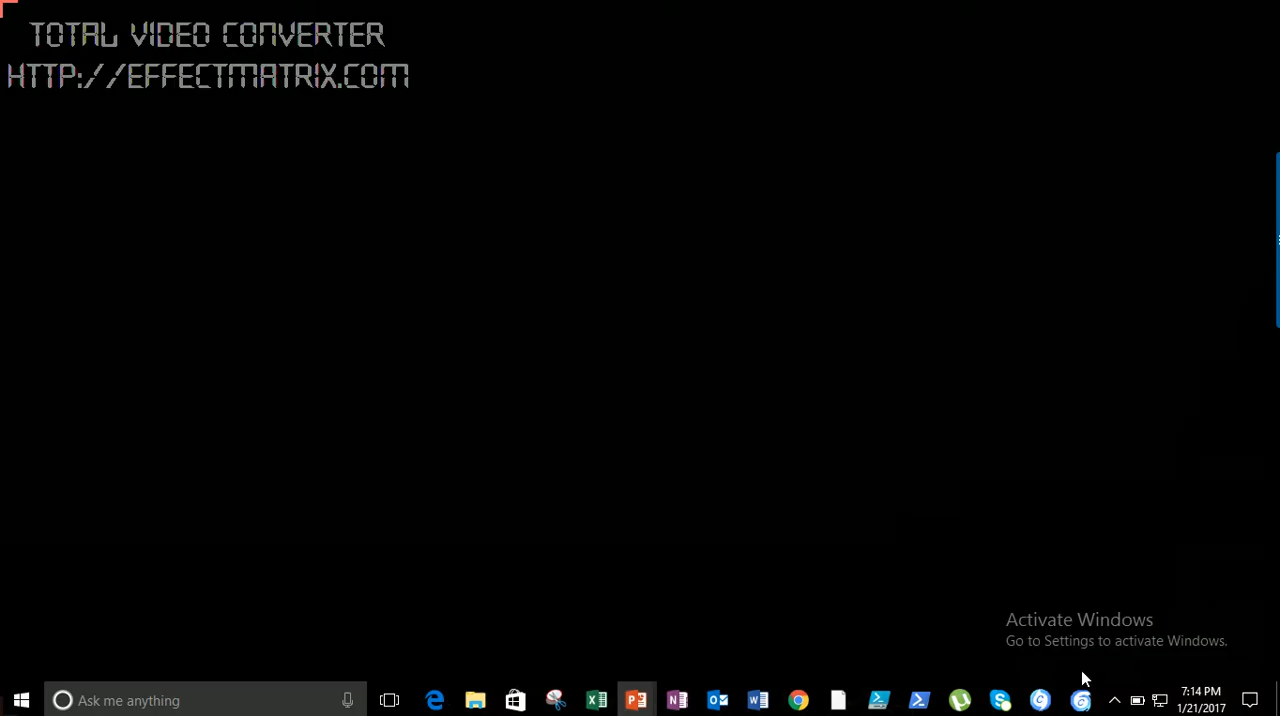 TOTAL VIDEO CONVERTER
HTTP://EFFECTMATRIX.COM
Activate Windows
Go to Settings to activate Windows.
Ask me anything
7:14 PM
1/21/2017